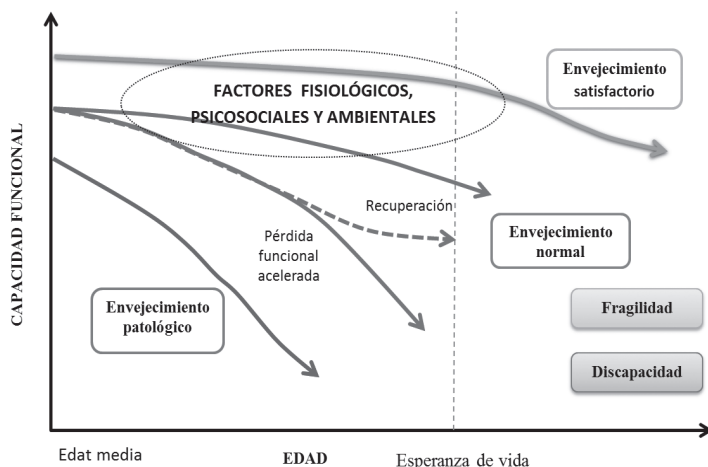 Envejecimiento
satisfactorio
FACTORES FISIOLÓGICOS,
PSICOSOCIALES Y AMBIENTALES
CAPACIDAD FUNCIONAL
Recuperación
Pérdida
funcional
acelerada
Envejecimiento
normal
Envejecimiento
patológico
Fragilidad
Discapacidad
Edat media
EDAD
Esperanza de vida